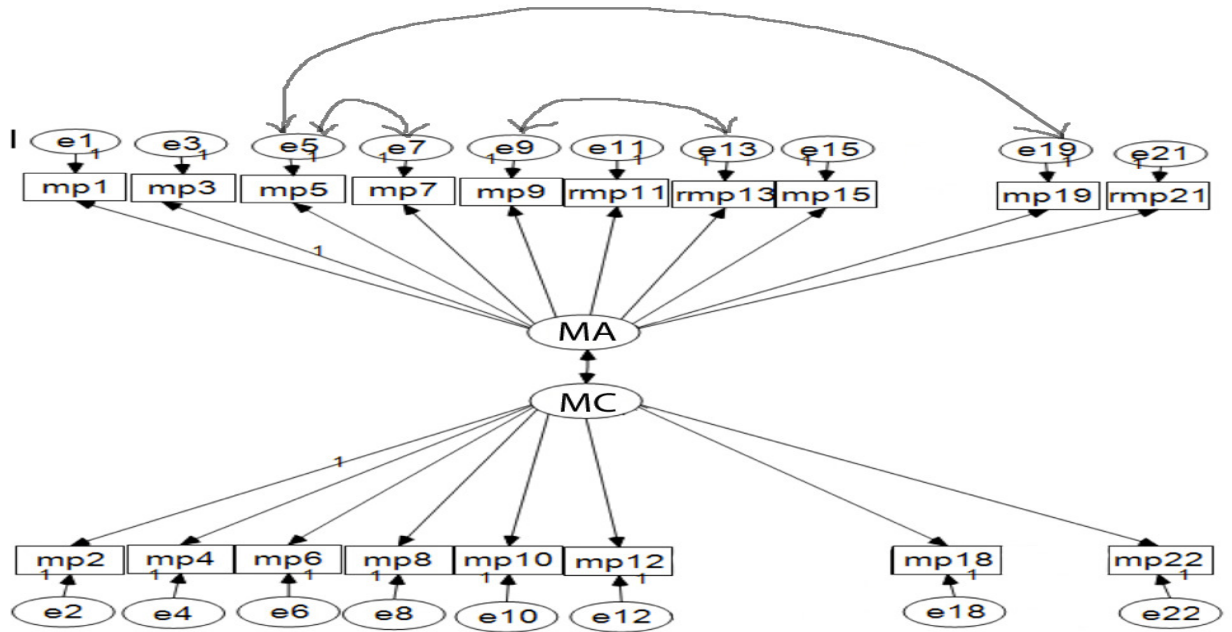 I e1 e3 e5 e7 e9 e11 e13 e15 e19 e21
1 1 1 1 1 1 1 1 1 1
mp1 mp3 mp5 mp7 mp9 rmp11 rmp13 mp15 mp19 rmp21
1
MA
MC
1
mp2 mp4 mp6 mp8 mp10 mp12 mp18 mp22
1 1 1 1 1 1 1 1
e2 e4 e6 e8 e10 e12 e18 e22